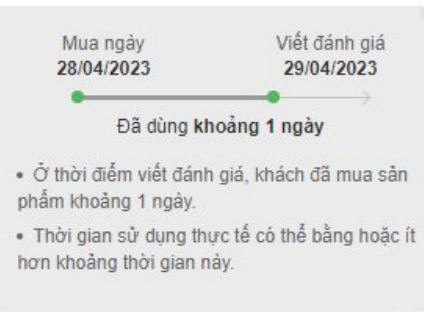 Mua ngày
Viết đánh giá
28/04/2023
29/04/2023
Đã dùng khoảng 1 ngày
• Ở thời điểm viết đánh giá, khách đã mua sản
phẩm khoảng 1 ngày.
• Thời gian sử dụng thực tế có thể bằng hoặc ít
hơn khoảng thời gian này.